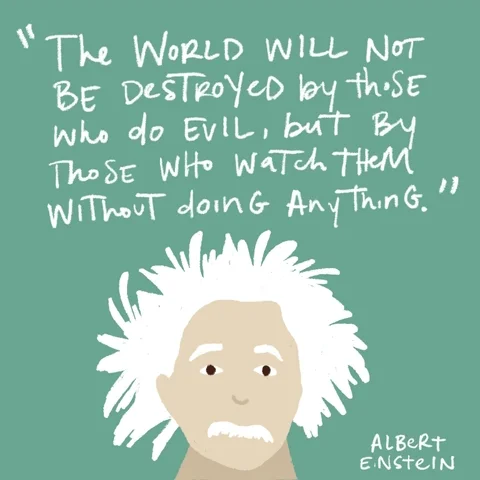 "The WORLD WILL NOT
BE DESTROYED by thoSE
who do EVIL, but By
THOSE WHO WATCH THEM
WITHOUT doING ANyTHING."
ALBERT
EINSTEIN